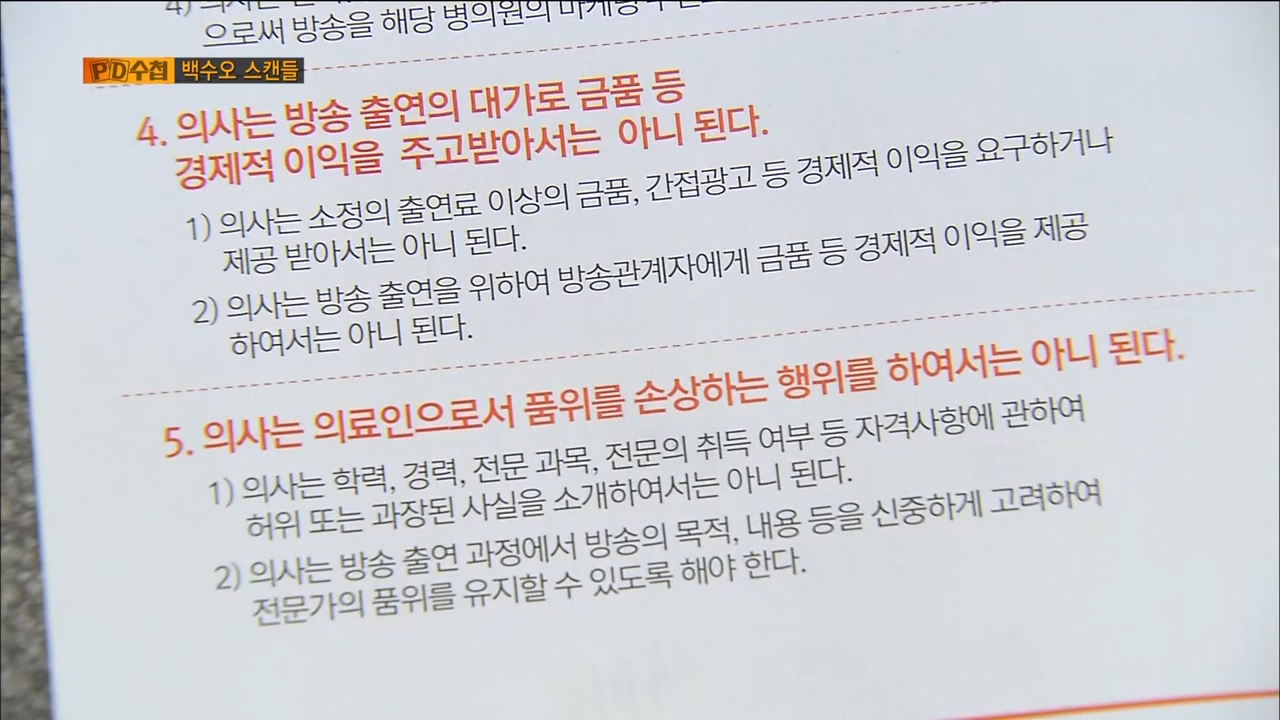 4) 의사는
으로써 방송을 해당 병의원의 마케팅
PD수첩 백수오 스캔들
4. 의사는 방송 출연의 대가로 금품 등
경제적 이익을 주고받아서는 아니 된다.
1) 의사는 소정의 출연료 이상의 금품, 간접광고 등 경제적 이익을 요구하거나
제공 받아서는 아니 된다.
2) 의사는 방송 출연을 위하여 방송관계자에게 금품 등 경제적 이익을 제공
하여서는 아니 된다.
5. 의사는 의료인으로서 품위를 손상하는 행위를 하여서는 아니 된다.
1) 의사는 학력, 경력, 전문 과목, 전문의 취득 여부 등 자격사항에 관하여
허위 또는 과장된 사실을 소개하여서는 아니 된다.
2) 의사는 방송 출연 과정에서 방송의 목적, 내용 등을 신중하게 고려하여
전문가의 품위를 유지할 수 있도록 해야 한다.